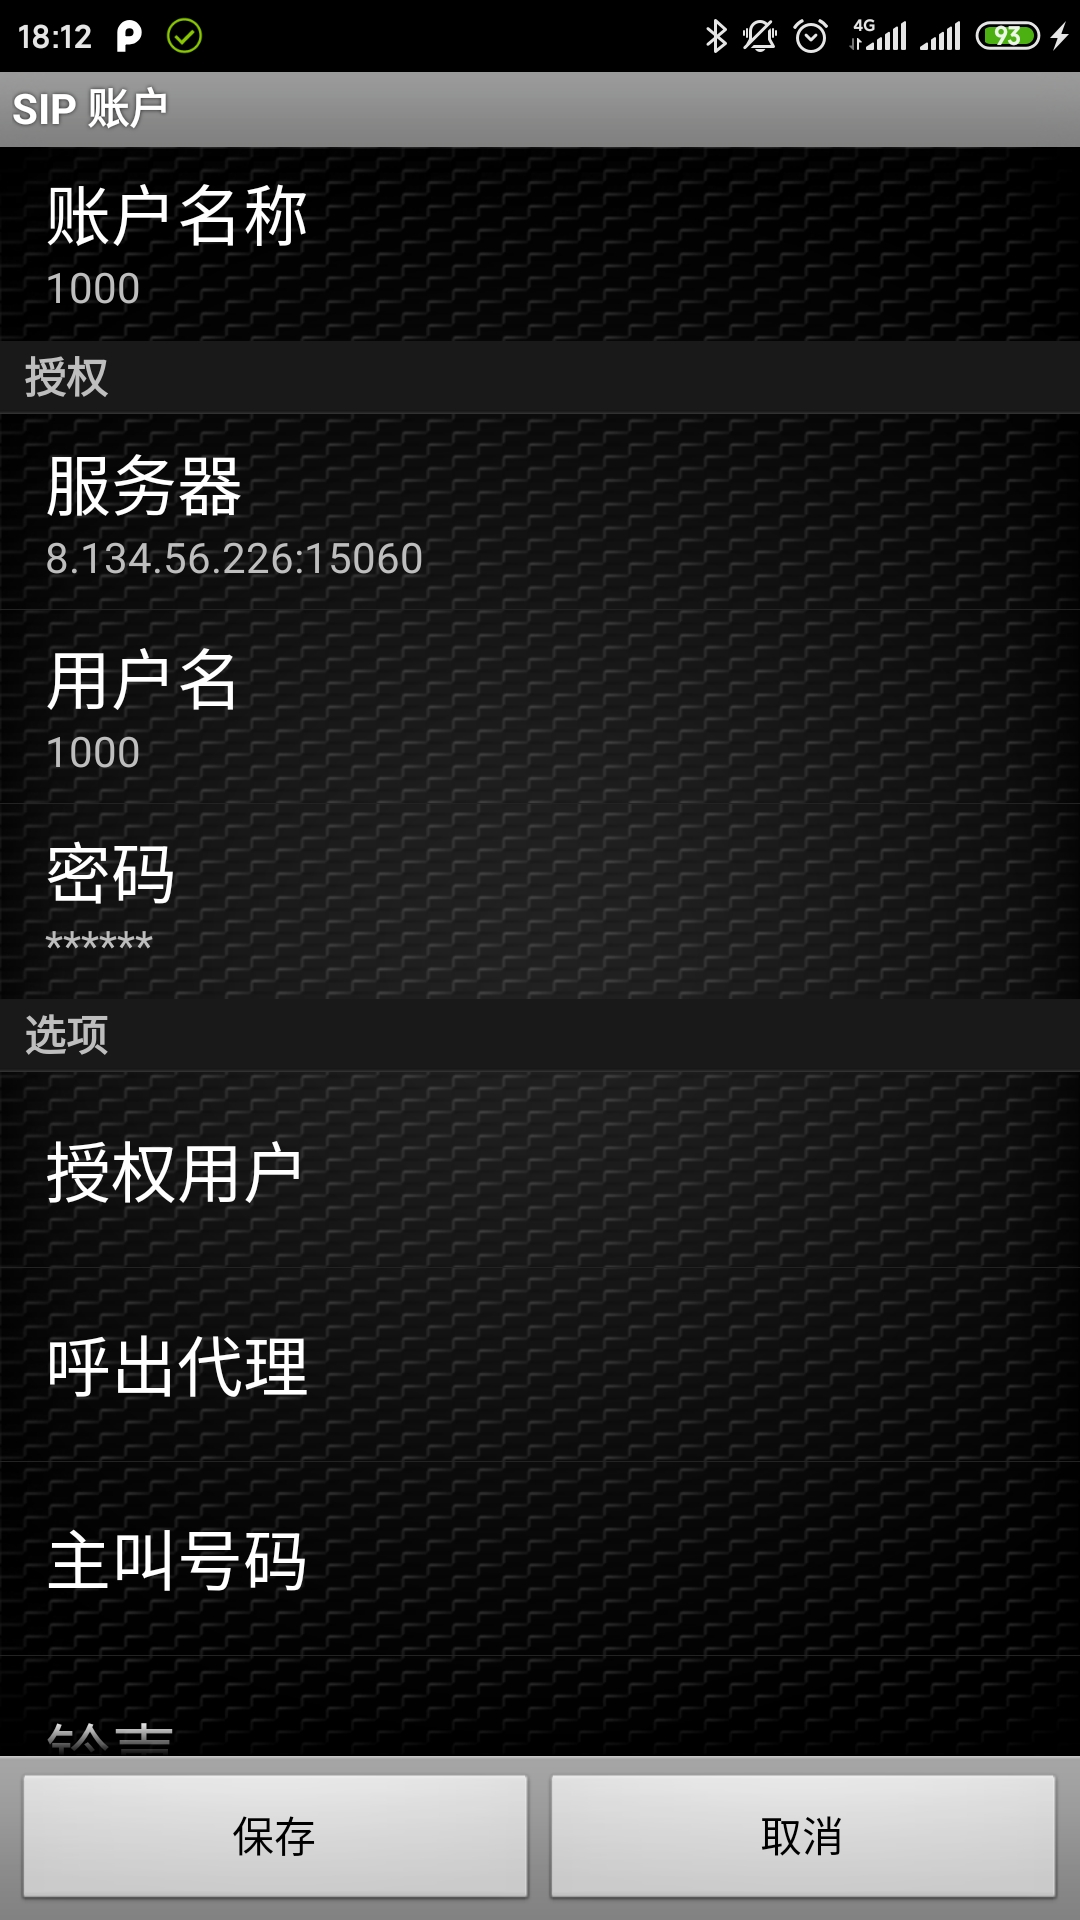 18:12 4G 93
SIP 账户
账户名称
1000
授权
服务器
8.134.56.226:15060
用户名
1000
密码
******
选项
授权用户
呼出代理
主叫号码
铃声
保存 取消